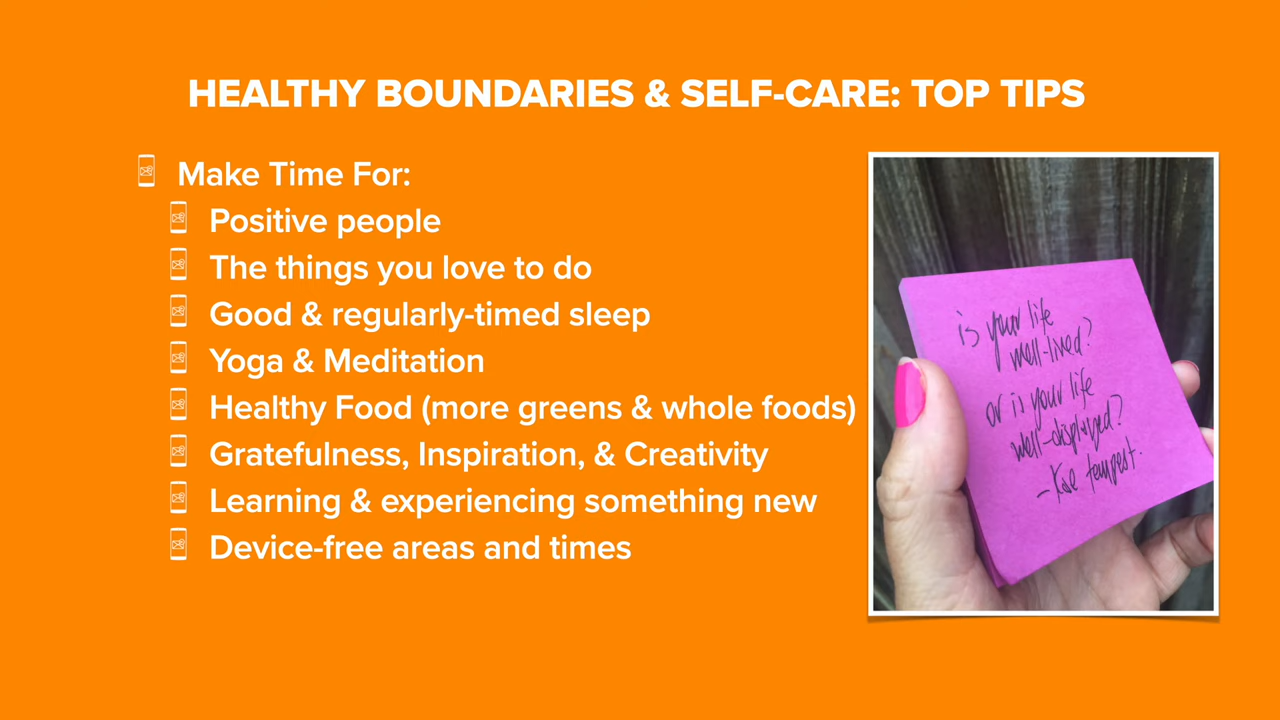 HEALTHY BOUNDARIES & SELF-CARE: TOP TIPS
Make Time For:
Positive people
The things you love to do
Good & regularly-timed sleep
Yoga & Meditation
Healthy Food (more greens & whole foods)
Gratefulness, Inspiration, & Creativity
Learning & experiencing something new
Device-free areas and times
is your life
well-lived?
or is your life
well-displayed?
- Kae tempest.